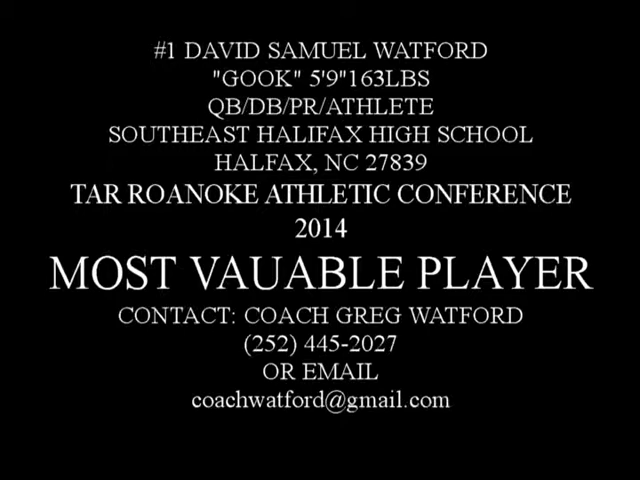 #1 DAVID SAMUEL WATFORD
"GOOK" 5'9"163LBS
QB/DB/PR/ATHLETE
SOUTHEAST HALIFAX HIGH SCHOOL
HALFAX, NC 27839
TAR ROANOKE ATHLETIC CONFERENCE
2014
MOST VAUABLE PLAYER
CONTACT: COACH GREG WATFORD
(252) 445-2027
OR EMAIL
coachwatford@gmail.com